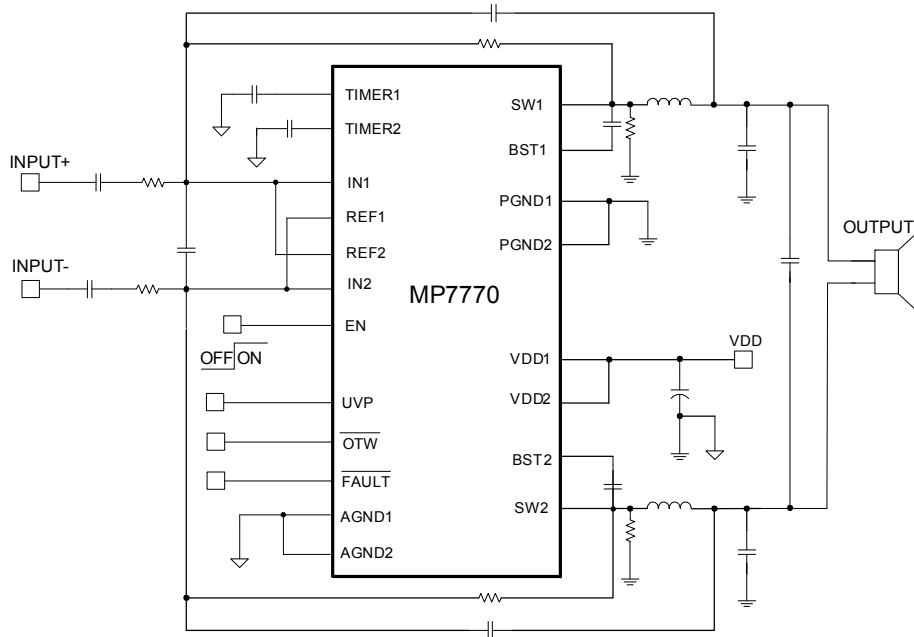 INPUT+
INPUT-
OFF ON
TIMER1
TIMER2
IN1
REF1
REF2
IN2
EN
UVP
OTW
FAULT
AGND1
AGND2
MP7770
SW1
BST1
PGND1
PGND2
VDD1
VDD2
BST2
SW2
VDD
OUTPUT